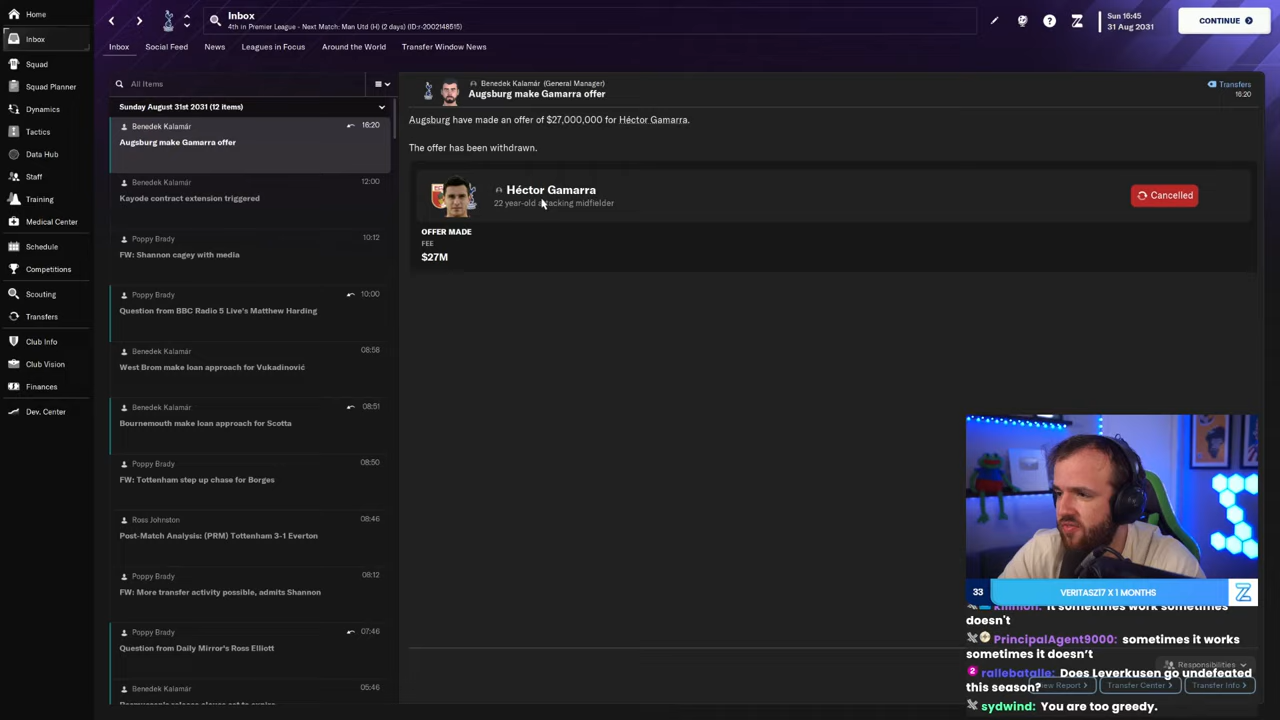 Home
Inbox
Squad
Squad Planner
Dynamics
Tactics
Data Hub
Staff
Training
Medical Center
Schedule
Competitions
Scouting
Transfers
Club Info
Club Vision
Finances
Dev. Center
Inbox
4th in Premier League - Next Match: Man Utd (H) (2 days) (ID:-2002148515)
Sun 16:45
31 Aug 2031
CONTINUE
Inbox
Social Feed
News
Leagues in Focus
Around the World
Transfer Window News
All Items
Sunday August 31st 2031 (12 items)
Benedek Kalamár
16:20
Augsburg make Gamarra offer
Benedek Kalamár
12:00
Kayode contract extension triggered
Poppy Brady
10:12
FW: Shannon cagey with media
Poppy Brady
10:00
Question from BBC Radio 5 Live's Matthew Harding
Benedek Kalamár
08:58
West Brom make loan approach for Vukadinović
Benedek Kalamár
08:51
Bournemouth make loan approach for Scotta
Poppy Brady
08:50
FW: Tottenham step up chase for Borges
Ross Johnston
08:46
Post-Match Analysis: (PRM) Tottenham 3-1 Everton
Poppy Brady
08:12
FW: More transfer activity possible, admits Shannon
Poppy Brady
07:46
Question from Daily Mirror's Ross Elliott
Benedek Kalamár
05:46
Benedek Kalamár (General Manager)
Augsburg make Gamarra offer
Transfers
16:20
Augsburg have made an offer of $27,000,000 for Héctor Gamarra.
The offer has been withdrawn.
Héctor Gamarra
22 year-old attacking midfielder
Cancelled
OFFER MADE
FEE
$27M
33
VERITASZ17 X 1 MONTHS
it sometimes work sometimes
doesn't
PrincipalAgent9000: sometimes it works
sometimes it doesn't
Responsibilities
rallebatalle: Does Leverkusen go undefeated
this season?
View Report
Transfer Center
Transfer Info
sydwind: You are too greedy.